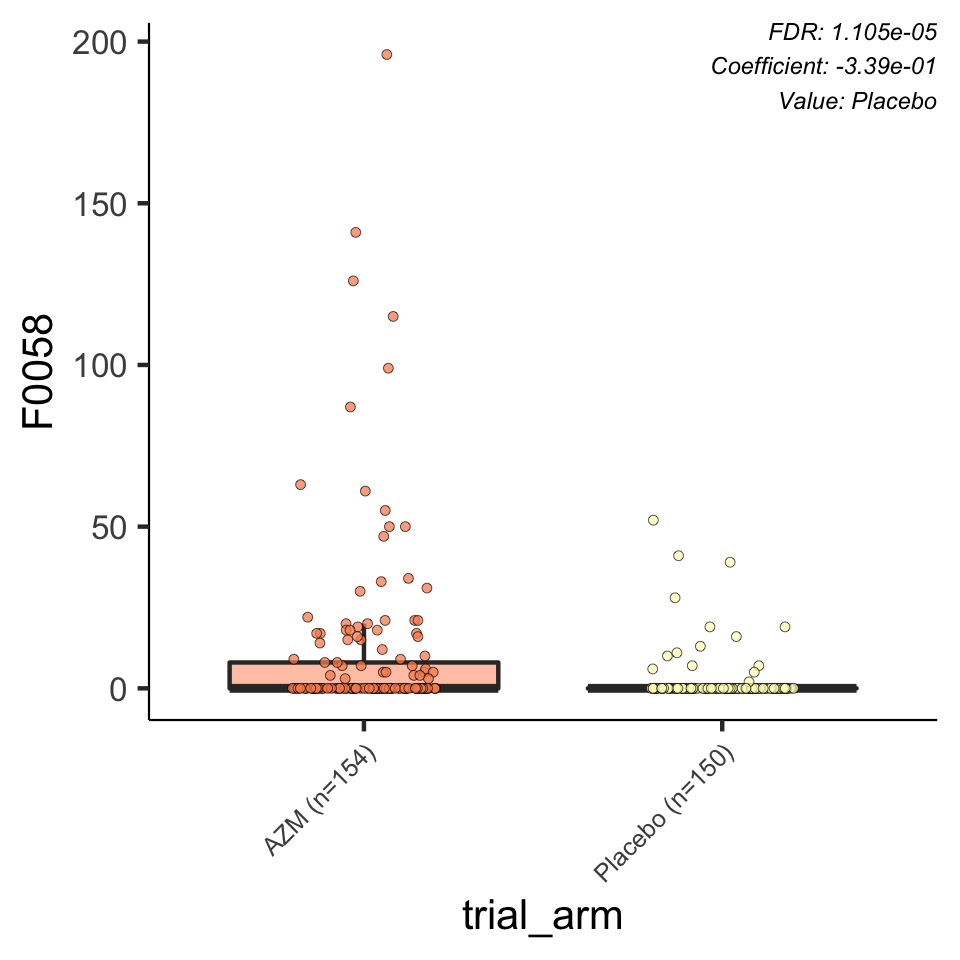 FDR: 1.105e-05
Coefficient: -3.39e-01
Value: Placebo
200
150
100
50
0
F0058
AZM (n=154)
Placebo (n=150)
trial_arm